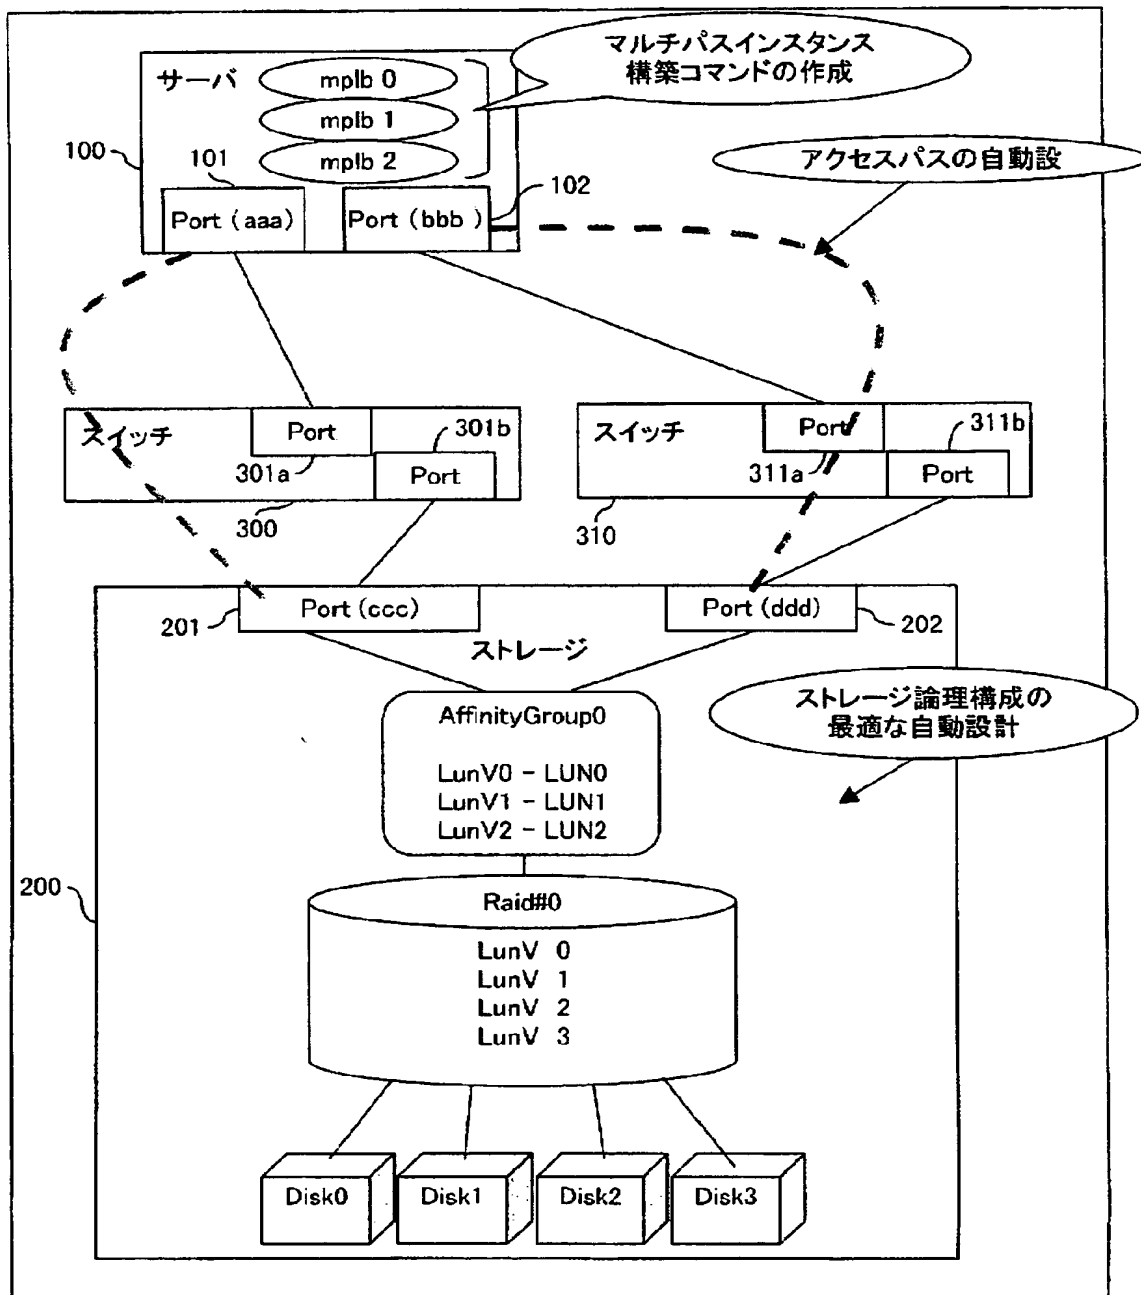 マルチパスインスタンス
構築コマンドの作成
サーバ
mplb 0
mplb 1
mplb 2
100
101
102
アクセスパスの自動設
Port (aaa)
Port (bbb )
スイッチ
Port
301b
301a
Port
300
スイッチ
Port
311b
311a
Port
310
201
Port (ccc)
Port (ddd)
202
ストレージ
AffinityGroup0
LunV0 - LUN0
LunV1 - LUN1
LunV2 - LUN2
ストレージ論理構成の
最適な自動設計
200
Raid#0
LunV 0
LunV 1
LunV 2
LunV 3
Disk0
Disk1
Disk2
Disk3